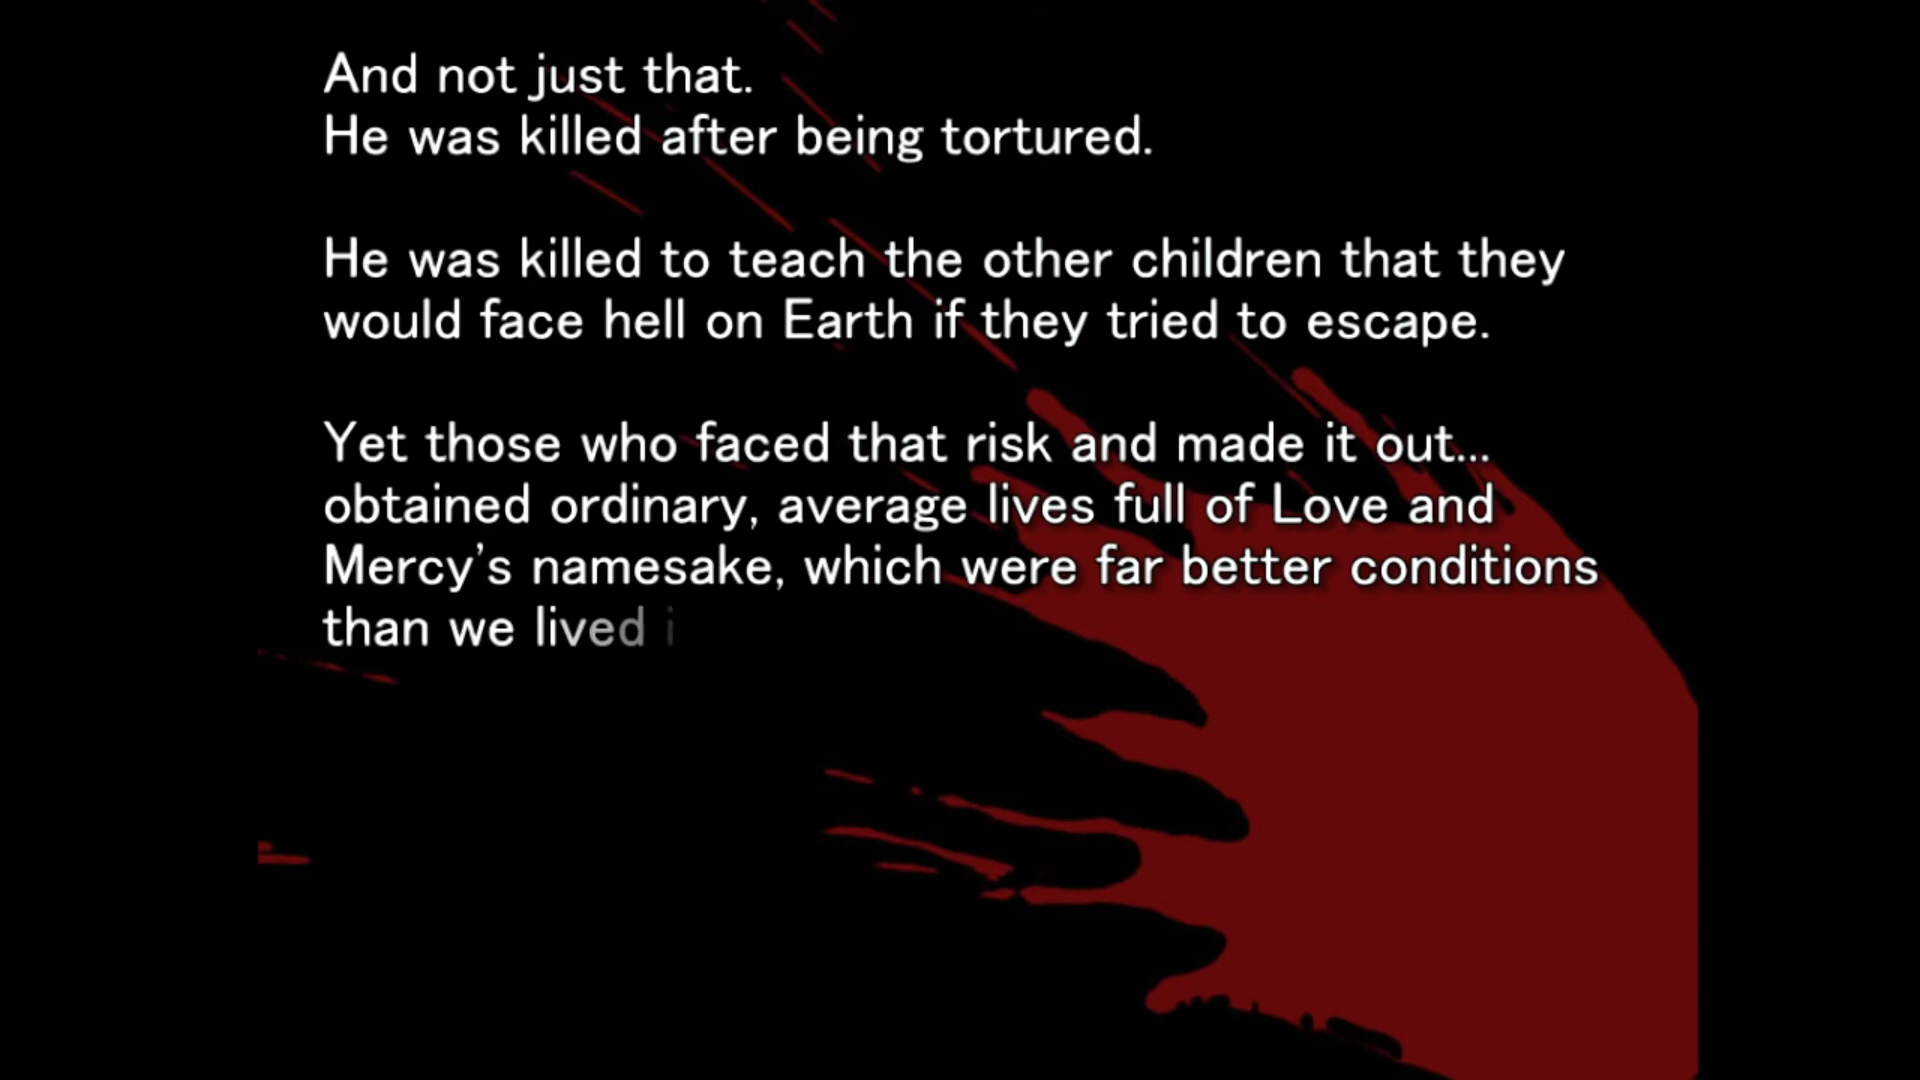 And not just that.
He was killed after being tortured.
He was killed to teach the other children that they
would face hell on Earth if they tried to escape.
Yet those who faced that risk and made it out...
obtained ordinary, average lives full of Love and
Mercy's namesake, which were far better conditions
than we lived i